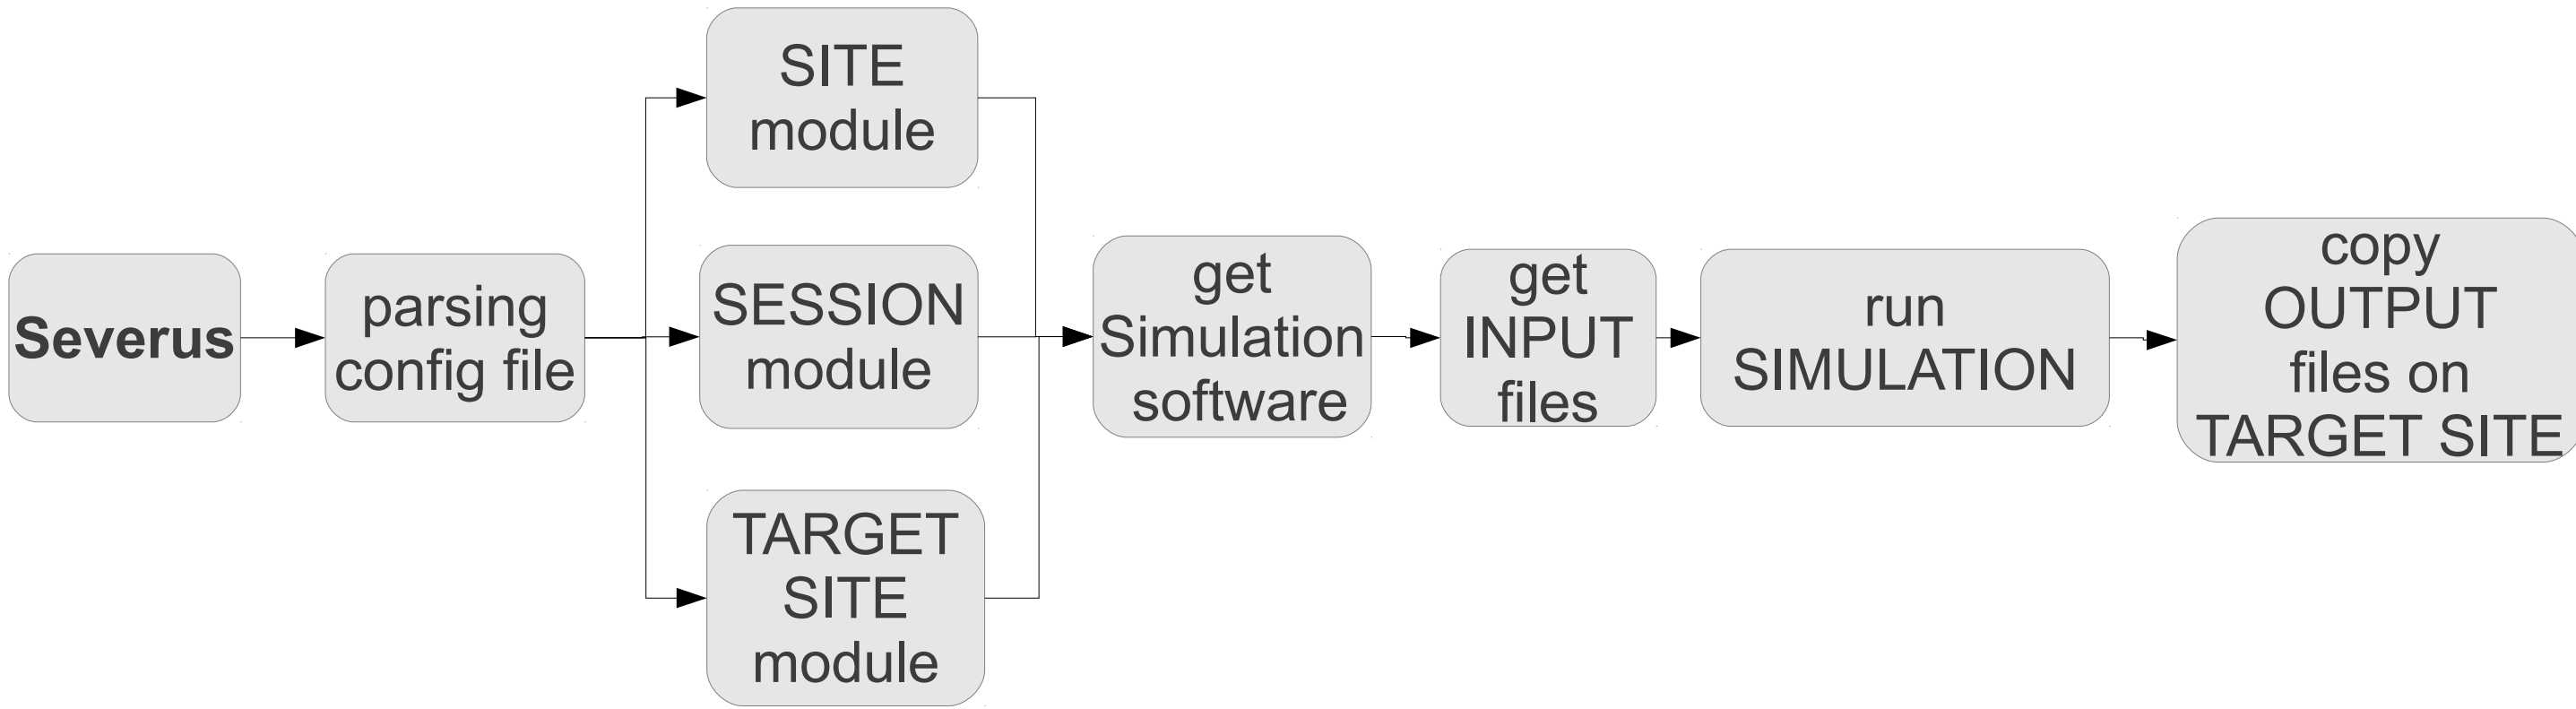 Severus
parsing
config file
SITE
module
SESSION
module
TARGET
SITE
module
get
Simulation
software
get
INPUT
files
run
SIMULATION
copy
OUTPUT
files on
TARGET SITE